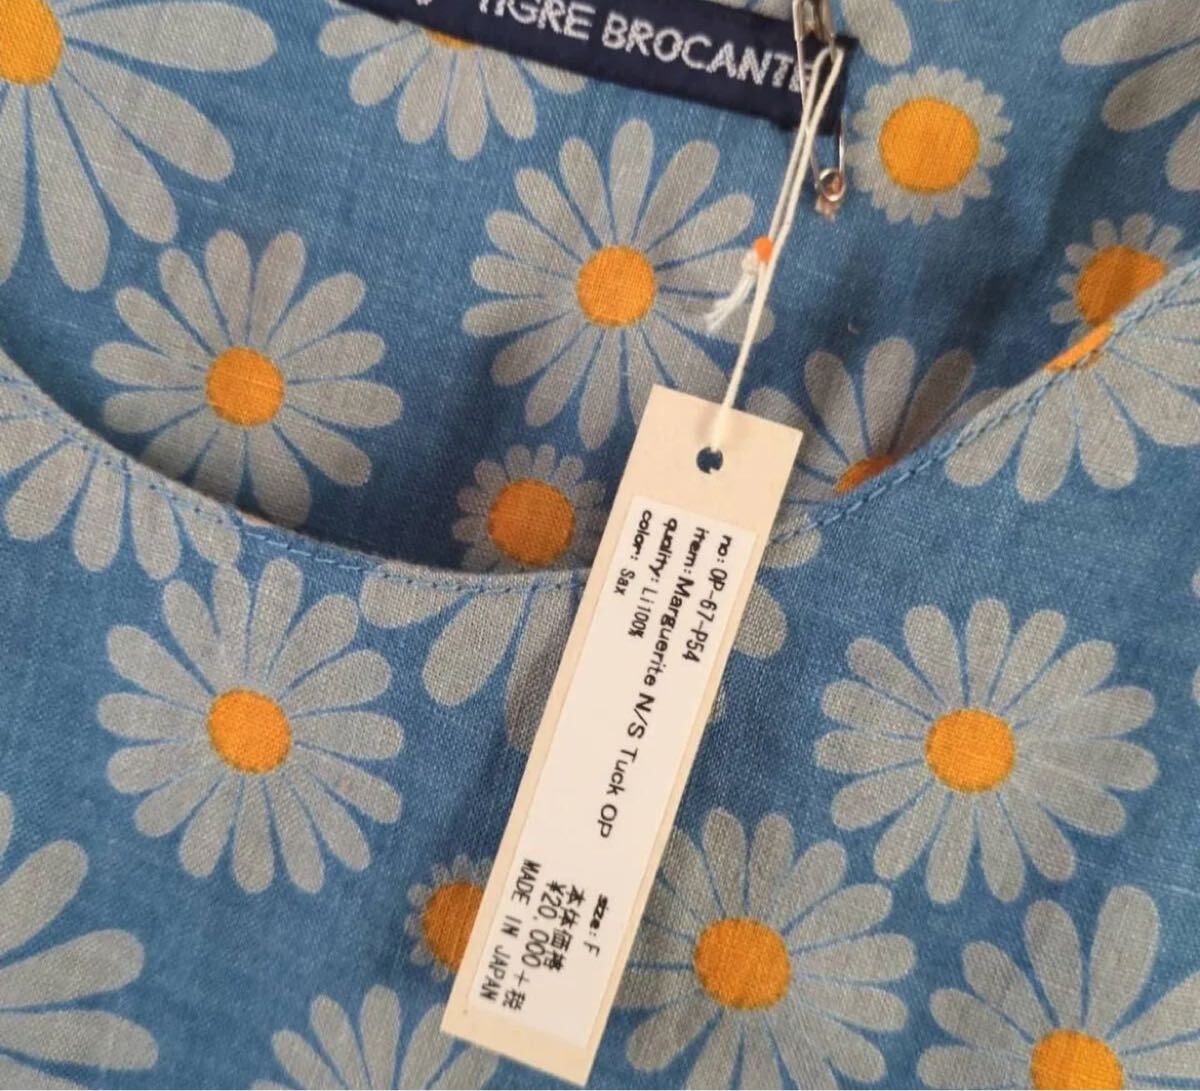 TIGRE BROCANTE
no: OP-67-P54
item: Marguerite N/S Tuck OP
quality: Li100%
color: Sax
size: F
本体価格
¥20,000 +税
MADE IN JAPAN